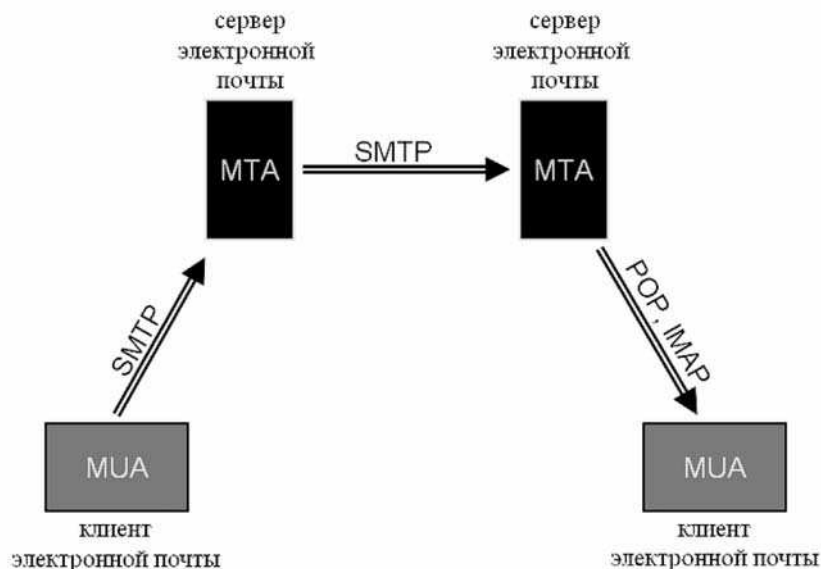 сервер
электронной
почты
сервер
электронной
почты
MTA
SMTP
MTA
SMTP
POP, IMAP
MUA
MUA
клиент
электронной почты
клиент
электронной почты